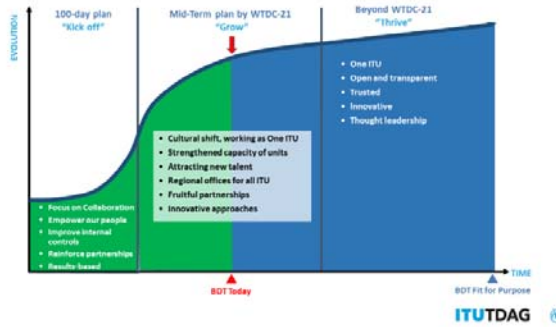 100-day plan
"Kick off"
Mid-Term plan by WTDC-21
"Grow"
Beyond WTDC-21
"Thrive"
EVOLUTION
• One ITU
• Open and transparent
• Trusted
• Innovative
• Thought leadership
• Cultural shift, working as One ITU
• Strengthened capacity of units
• Attracting new talent
• Regional offices for all ITU
• Fruitful partnerships
• Innovative approaches
• Focus on Collaboration
• Empower our people
• Improve internal
controls
• Reinforce partnerships
• Results-based
TIME
BDT Today
BDT Fit for Purpose
ITUTDAG